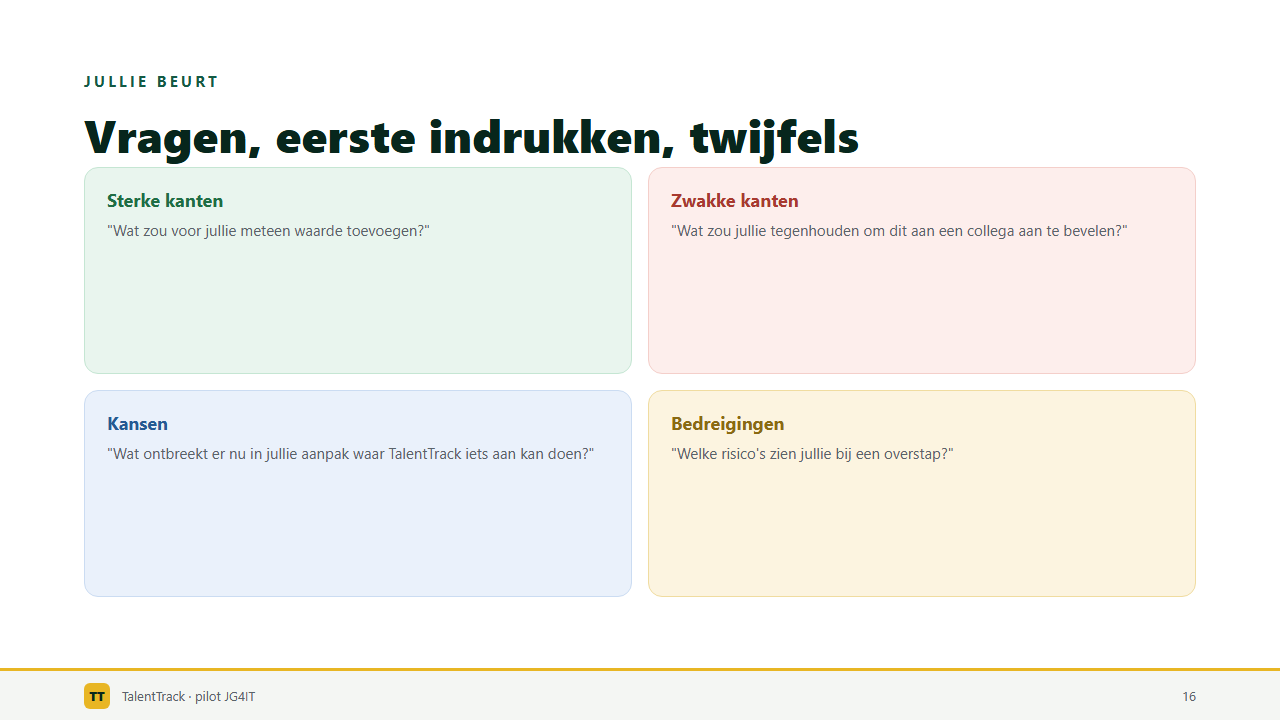 JULLIE BEURT
Vragen, eerste indrukken, twijfels
Sterke kanten
"Wat zou voor jullie meteen waarde toevoegen?"
Zwakke kanten
"Wat zou jullie tegenhouden om dit aan een collega aan te bevelen?"
Kansen
"Wat ontbreekt er nu in jullie aanpak waar TalentTrack iets aan kan doen?"
Bedreigingen
"Welke risico's zien jullie bij een overstap?"
TT
TalentTrack · pilot JG4IT
16